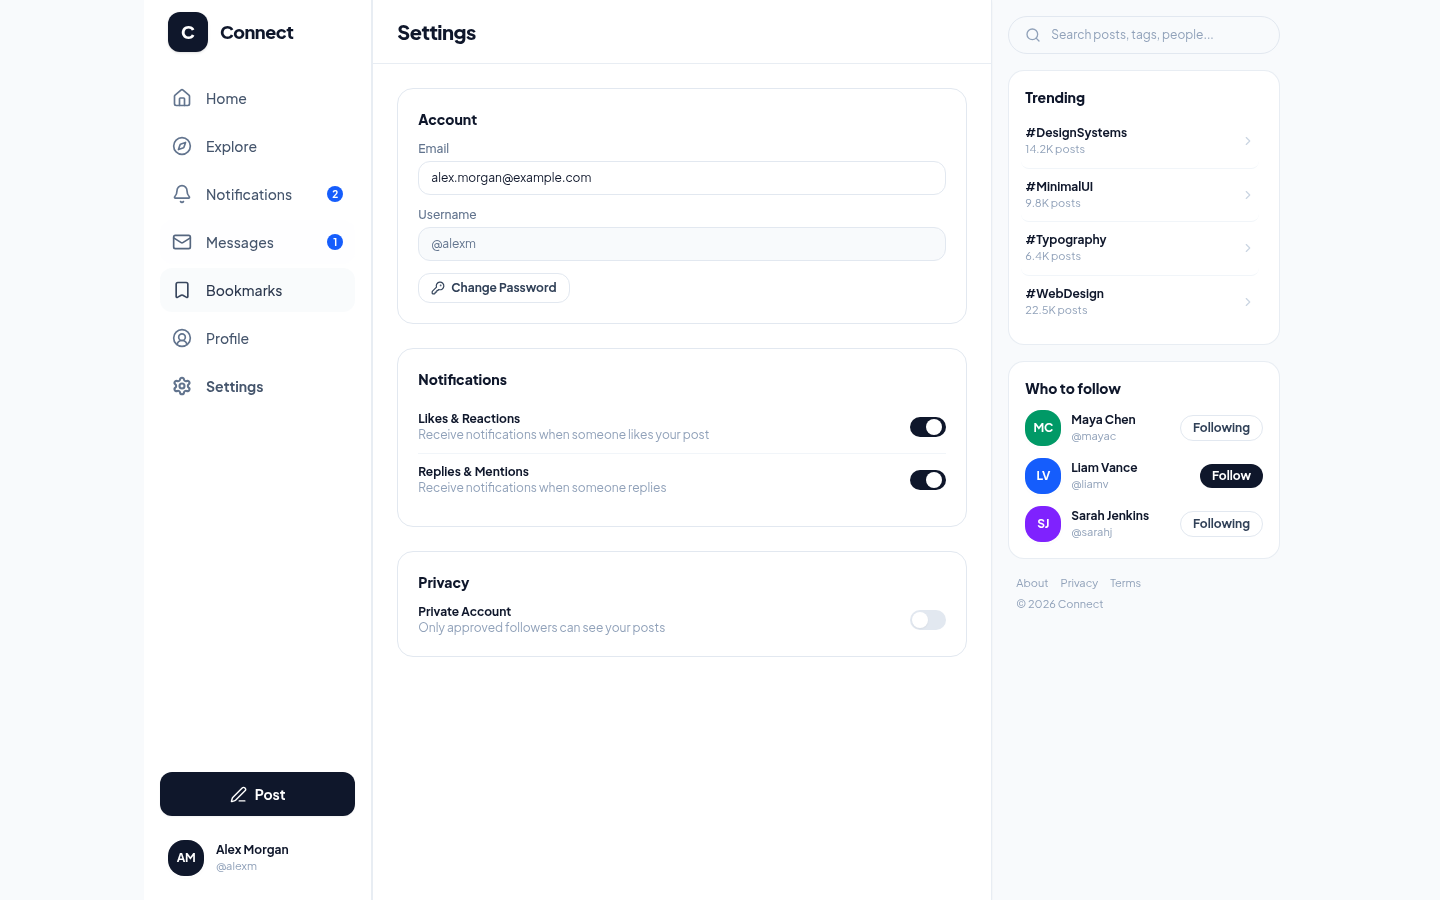 C Connect
Home
Explore
Notifications 2
Messages 1
Bookmarks
Profile
Settings
Post
AM
Alex Morgan
@alexm
Settings
Account
Email
alex.morgan@example.com
Username
@alexm
Change Password
Notifications
Likes & Reactions
Receive notifications when someone likes your post
Replies & Mentions
Receive notifications when someone replies
Privacy
Private Account
Only approved followers can see your posts
Search posts, tags, people...
Trending
#DesignSystems
14.2K posts
#MinimalUI
9.8K posts
#Typography
6.4K posts
#WebDesign
22.5K posts
Who to follow
MC
Maya Chen
@mayac
Following
LV
Liam Vance
@liamv
Follow
SJ
Sarah Jenkins
@sarahj
Following
About Privacy Terms
© 2026 Connect